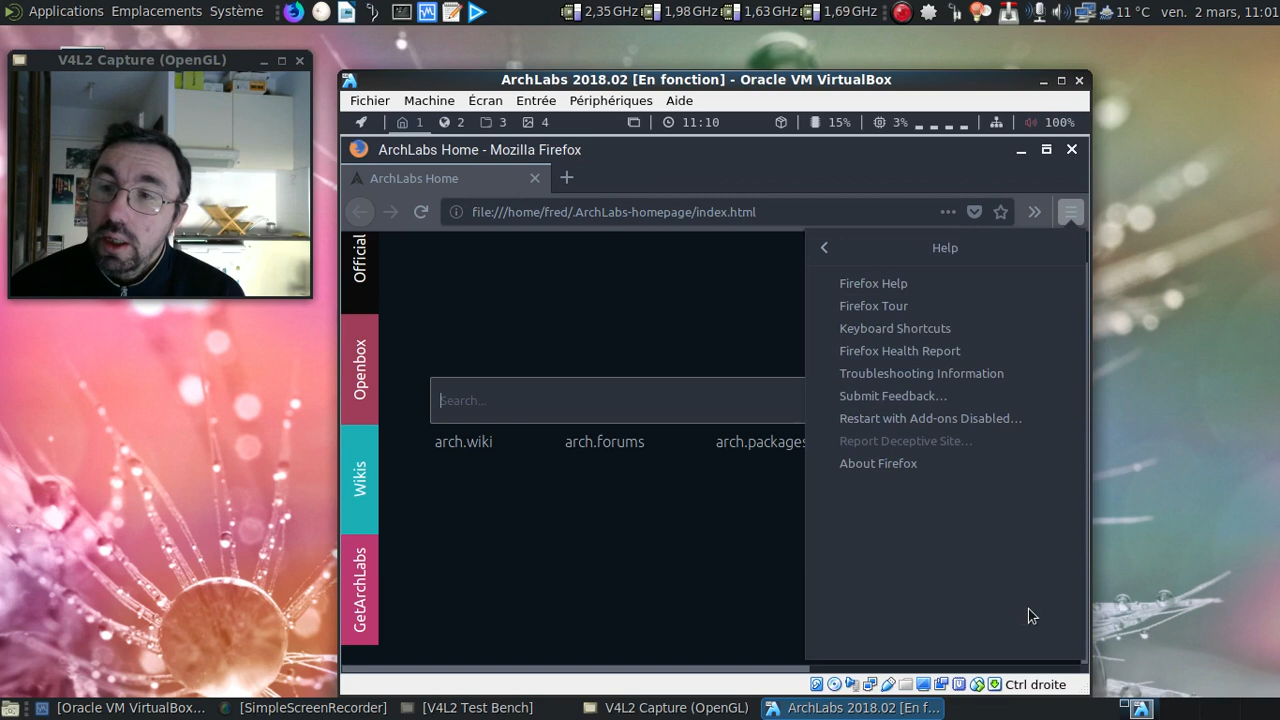 Applications Emplacements Système
2,35 GHz 1,98 GHz 1,63 GHz 1,69 GHz 11 °C ven. 2 mars, 11:01
V4L2 Capture (OpenGL)
ArchLabs 2018.02 [En fonction] - Oracle VM VirtualBox
Fichier Machine Écran Entrée Périphériques Aide
1 2 3 4 11:10 15% 3% 100%
ArchLabs Home - Mozilla Firefox
ArchLabs Home
file:///home/fred/.ArchLabs-homepage/index.html
Official
Openbox
Wikis
GetArchLabs
Search...
arch.wiki arch.forums arch.packages
Help
Firefox Help
Firefox Tour
Keyboard Shortcuts
Firefox Health Report
Troubleshooting Information
Submit Feedback…
Restart with Add-ons Disabled…
Report Deceptive Site…
About Firefox
Ctrl droite
[Oracle VM VirtualBox... [SimpleScreenRecorder] [V4L2 Test Bench] V4L2 Capture (OpenGL) ArchLabs 2018.02 [En f...